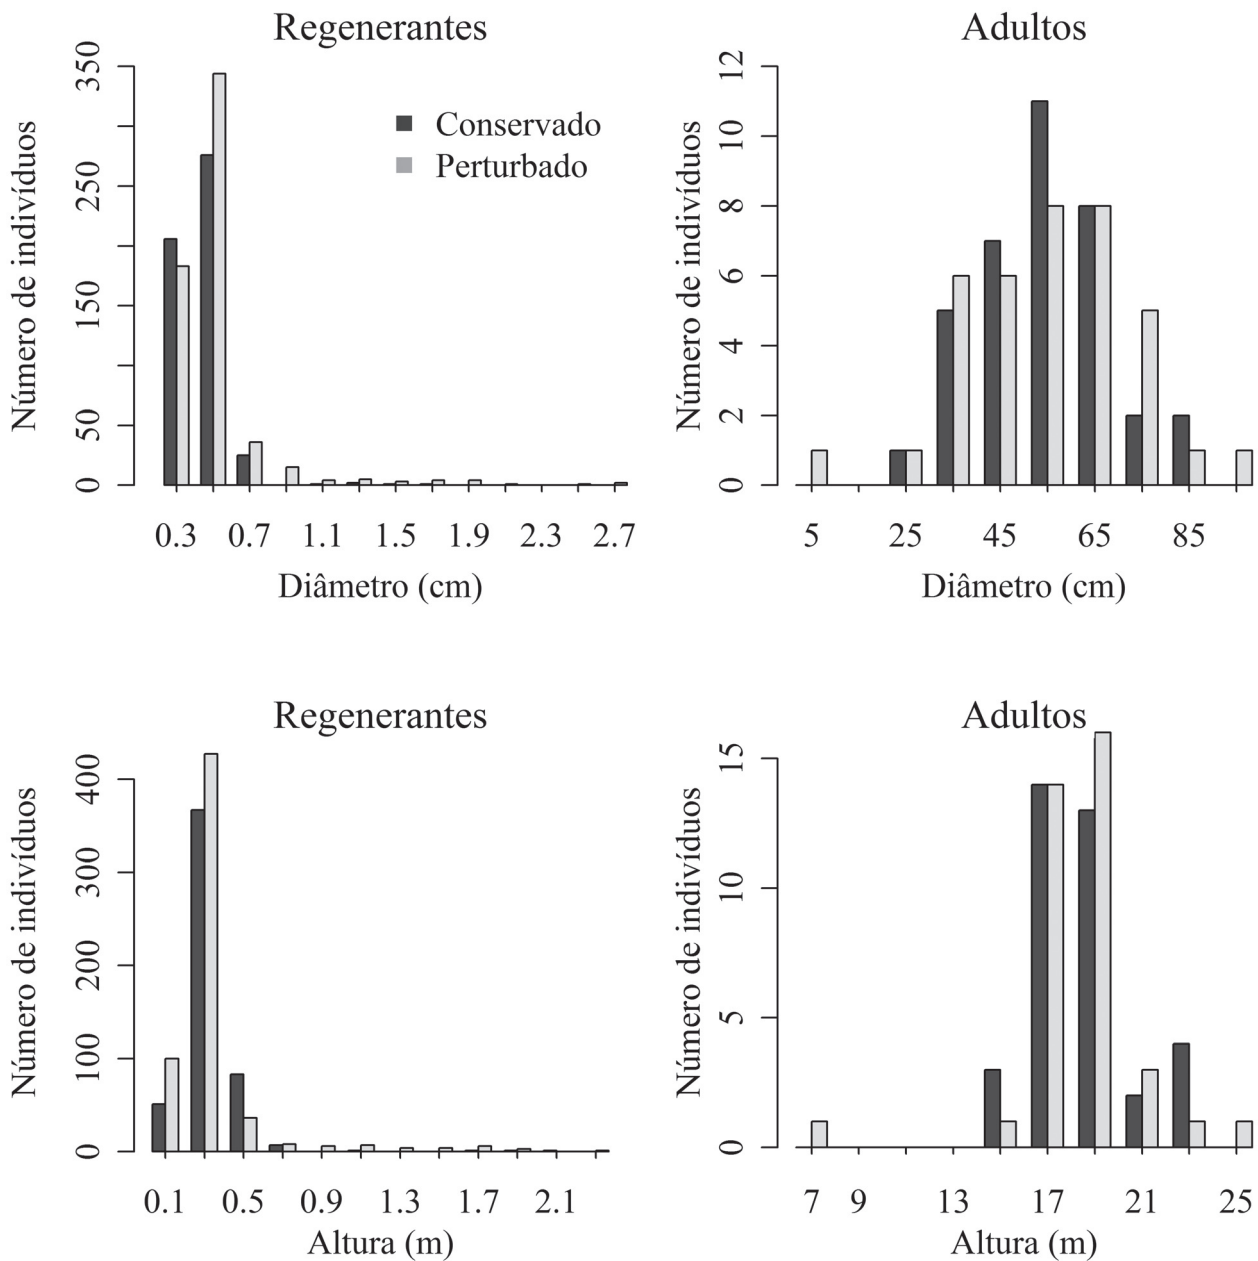 Regenerantes
Número de indivíduos
350
250
150
50
0
Conservado
Perturbado
0.3 0.7 1.1 1.5 1.9 2.3 2.7
Diâmetro (cm)
Adultos
Número de indivíduos
12
10
8
6
4
2
0
5 25 45 65 85
Diâmetro (cm)
Regenerantes
Número de indivíduos
400
300
200
100
0
0.1 0.5 0.9 1.3 1.7 2.1
Altura (m)
Adultos
Número de indivíduos
15
10
5
0
7 9 13 17 21 25
Altura (m)